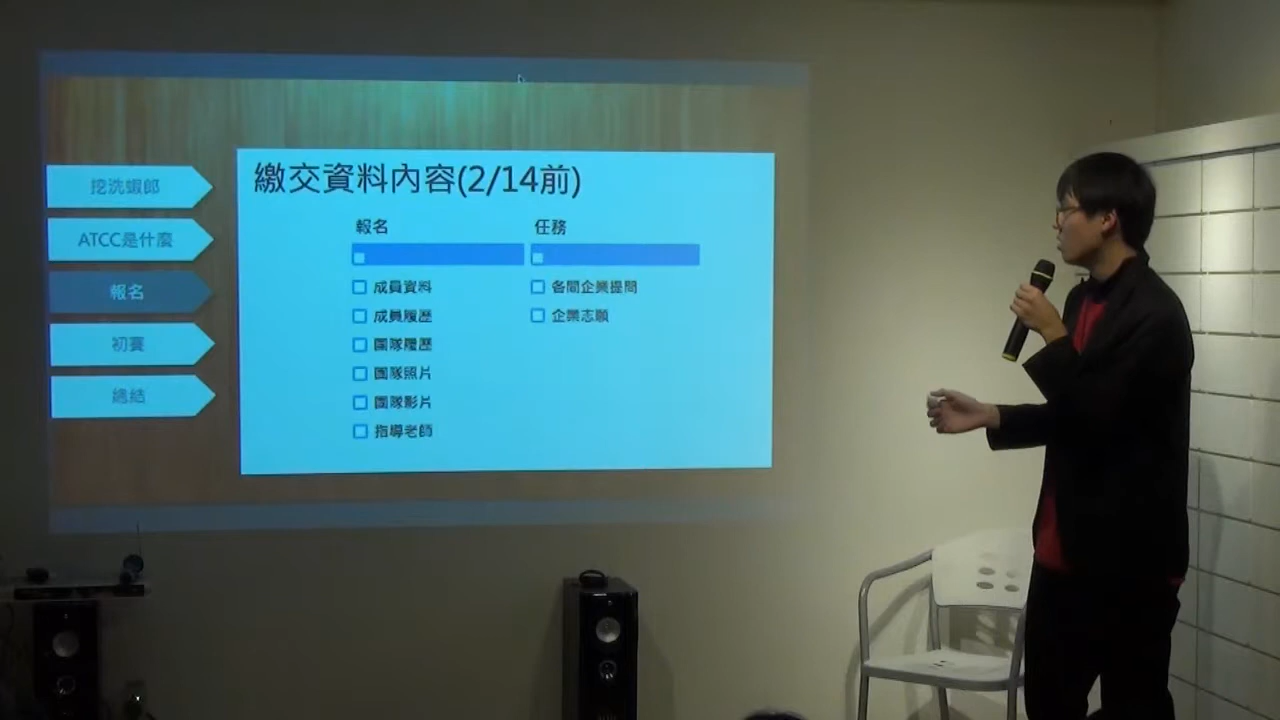 挖洗蝦郎
ATCC是什麼
報名
初賽
總結
繳交資料內容(2/14前)
報名
成員資料
成員履歷
團隊履歷
團隊照片
團隊影片
指導老師
任務
各間企業提問
企業志願